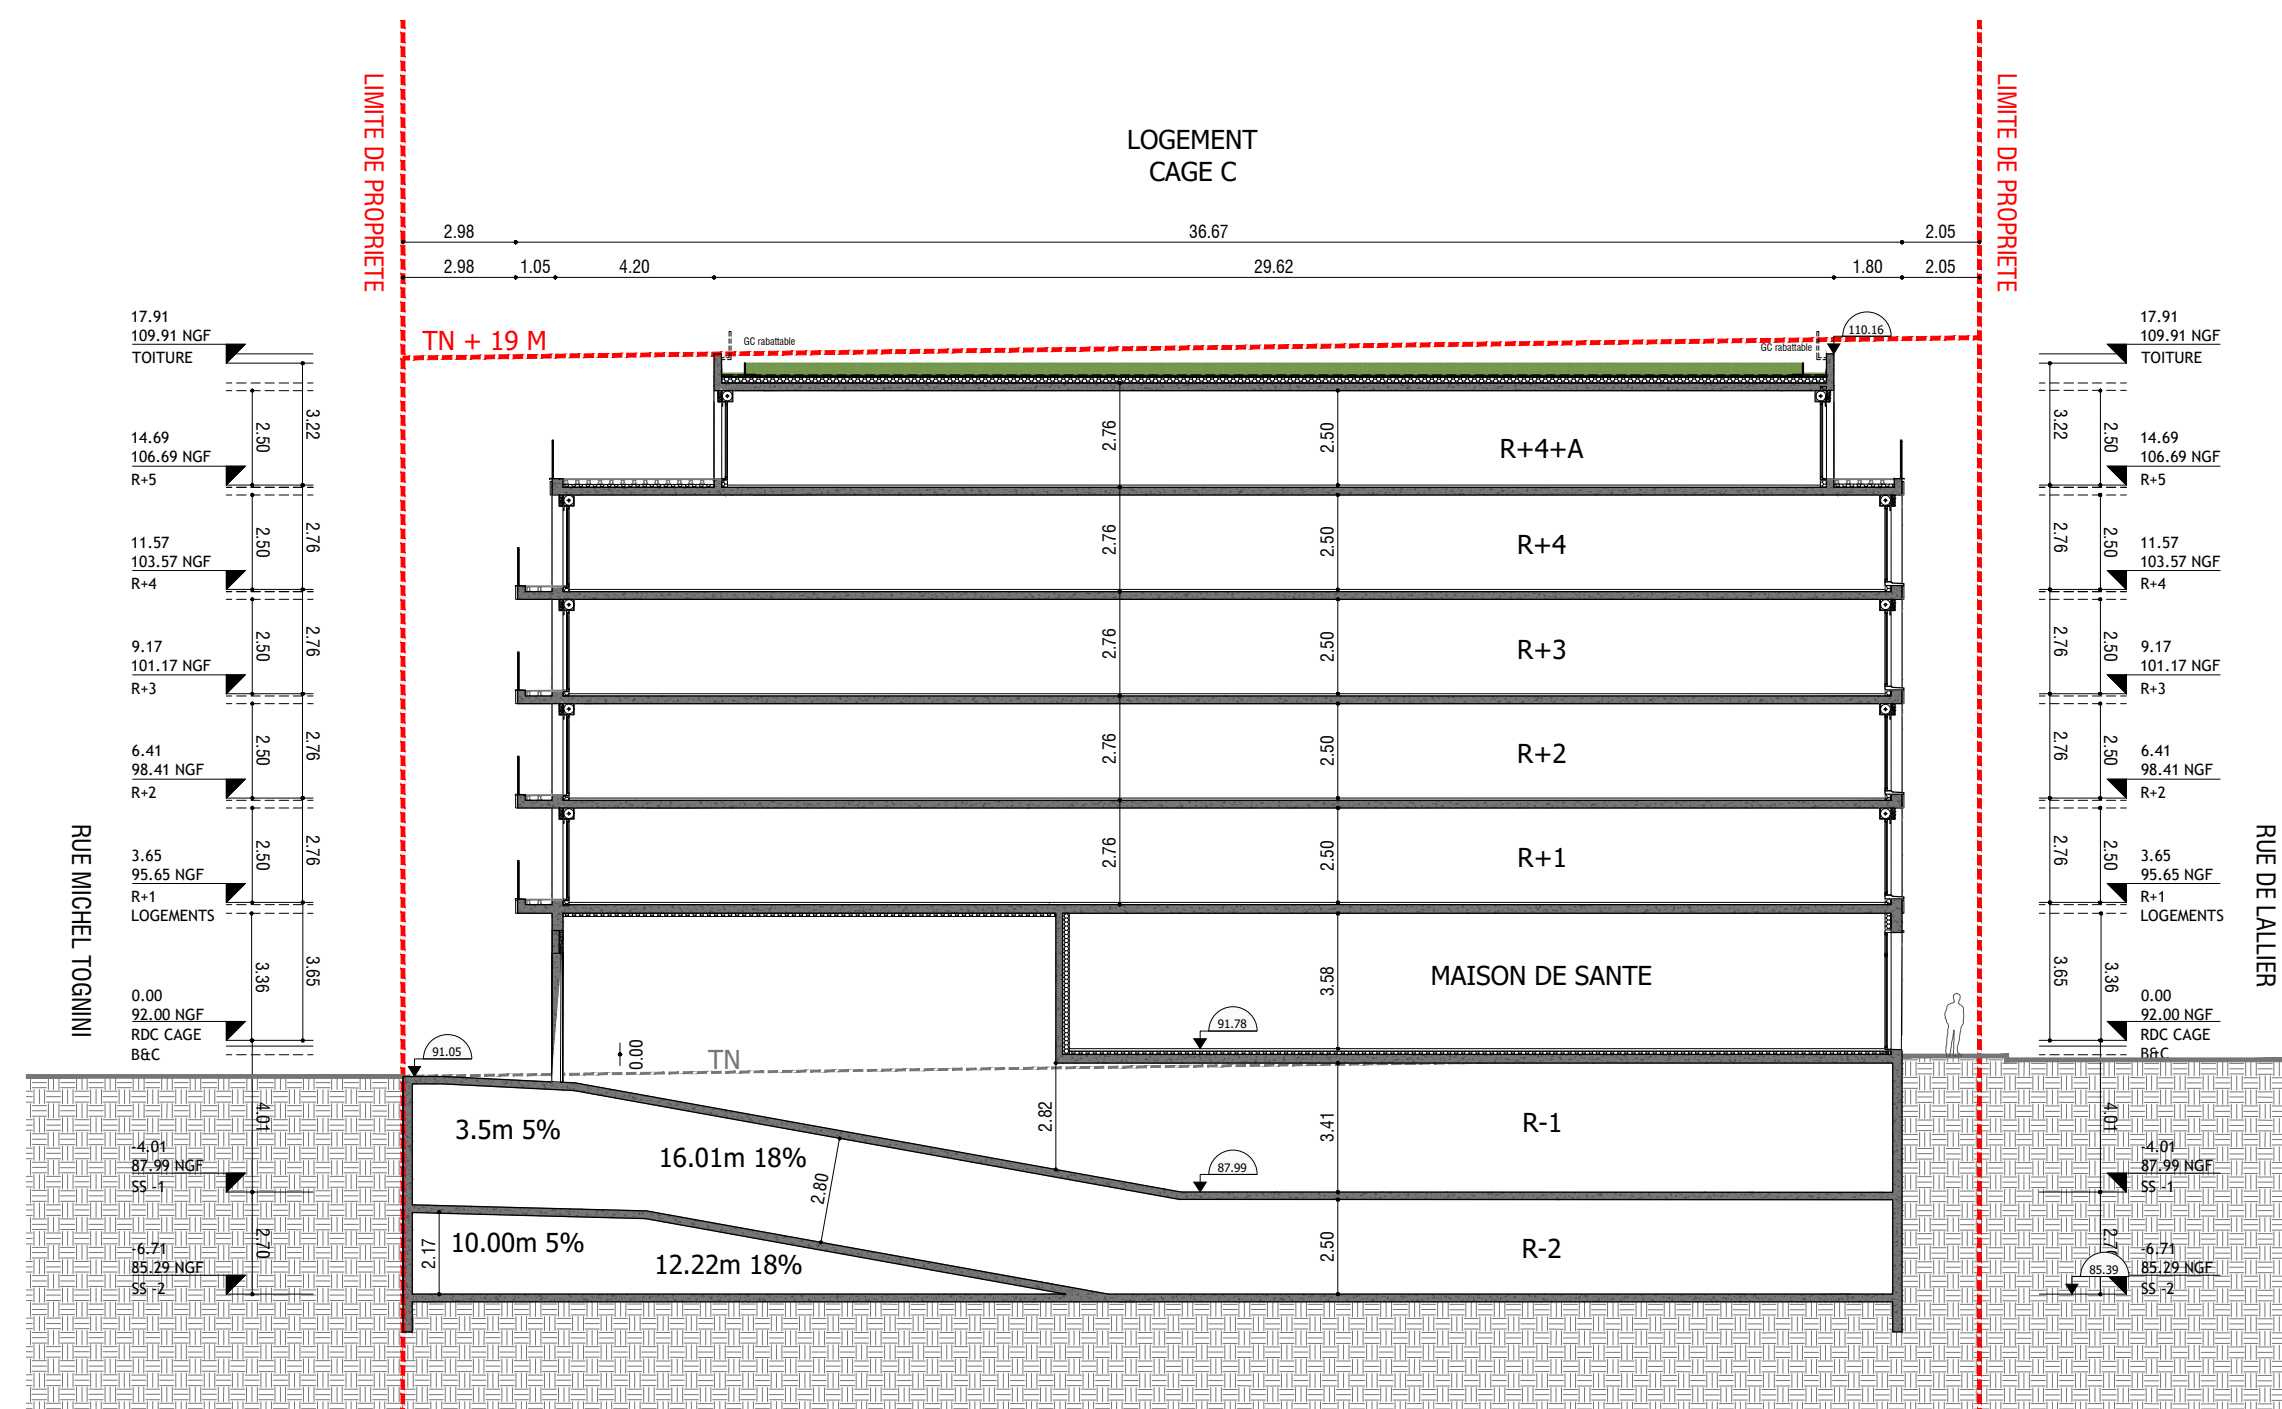 LOGEMENT
CAGE C
LIMITE DE PROPRIETE
LIMITE DE PROPRIETE
2.98 36.67 2.05
2.98 1.05 4.20 29.62 1.80 2.05
TN + 19 M
GC rabattable
GC rabattable
110.16
17.91
109.91 NGF
TOITURE
3.22
2.50
14.69
106.69 NGF
R+5
2.76
2.50
11.57
103.57 NGF
R+4
2.76
2.50
9.17
101.17 NGF
R+3
2.76
2.50
6.41
98.41 NGF
R+2
2.76
2.50
3.65
95.65 NGF
R+1
LOGEMENTS
3.36
3.65
0.00
92.00 NGF
RDC CAGE
B&C
4.01
-4.01
87.99 NGF
SS -1
2.70
-6.71
85.29 NGF
SS -2
RUE MICHEL TOGNINI
2.76 2.50 R+4+A
2.76 2.50 R+4
2.76 2.50 R+3
2.76 2.50 R+2
2.76 2.50 R+1
3.58 MAISON DE SANTE
91.78
91.05
0.00
TN
3.5m 5%
16.01m 18%
2.80
2.82
3.41
R-1
87.99
2.17
10.00m 5%
12.22m 18%
2.50
R-2
17.91
109.91 NGF
TOITURE
3.22
2.50
14.69
106.69 NGF
R+5
2.76
2.50
11.57
103.57 NGF
R+4
2.76
2.50
9.17
101.17 NGF
R+3
2.76
2.50
6.41
98.41 NGF
R+2
2.76
2.50
3.65
95.65 NGF
R+1
LOGEMENTS
3.65
3.36
0.00
92.00 NGF
RDC CAGE
B&C
4.01
-4.01
87.99 NGF
SS -1
-6.71
85.39
85.29 NGF
SS -2
RUE DE LALLIER